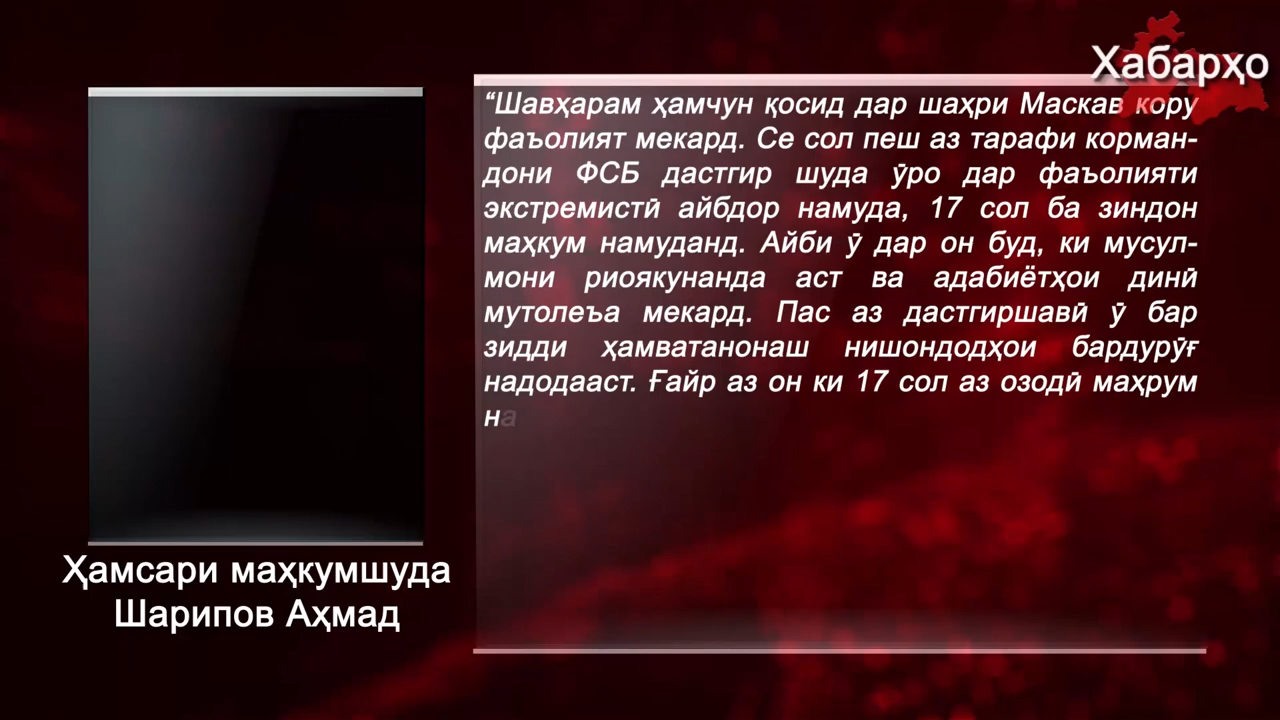 Хабарҳо
“Шавҳарам ҳамчун қосид дар шаҳри Маскав кору
фаъолият мекард. Се сол пеш аз тарафи корман-
дони ФСБ дастгир шуда ӯро дар фаъолияти
экстремистӣ айбдор намуда, 17 сол ба зиндон
маҳкум намуданд. Айби ӯ дар он буд, ки мусул-
мони риоякунанда аст ва адабиётҳои динӣ
мутолеъа мекард. Пас аз дастгиршавӣ ӯ бар
зидди ҳамватанонаш нишондодҳои бардурӯғ
надодааст. Ғайр аз он ки 17 сол аз озодӣ маҳрум
на
Ҳамсари маҳкумшуда
Шарипов Аҳмад